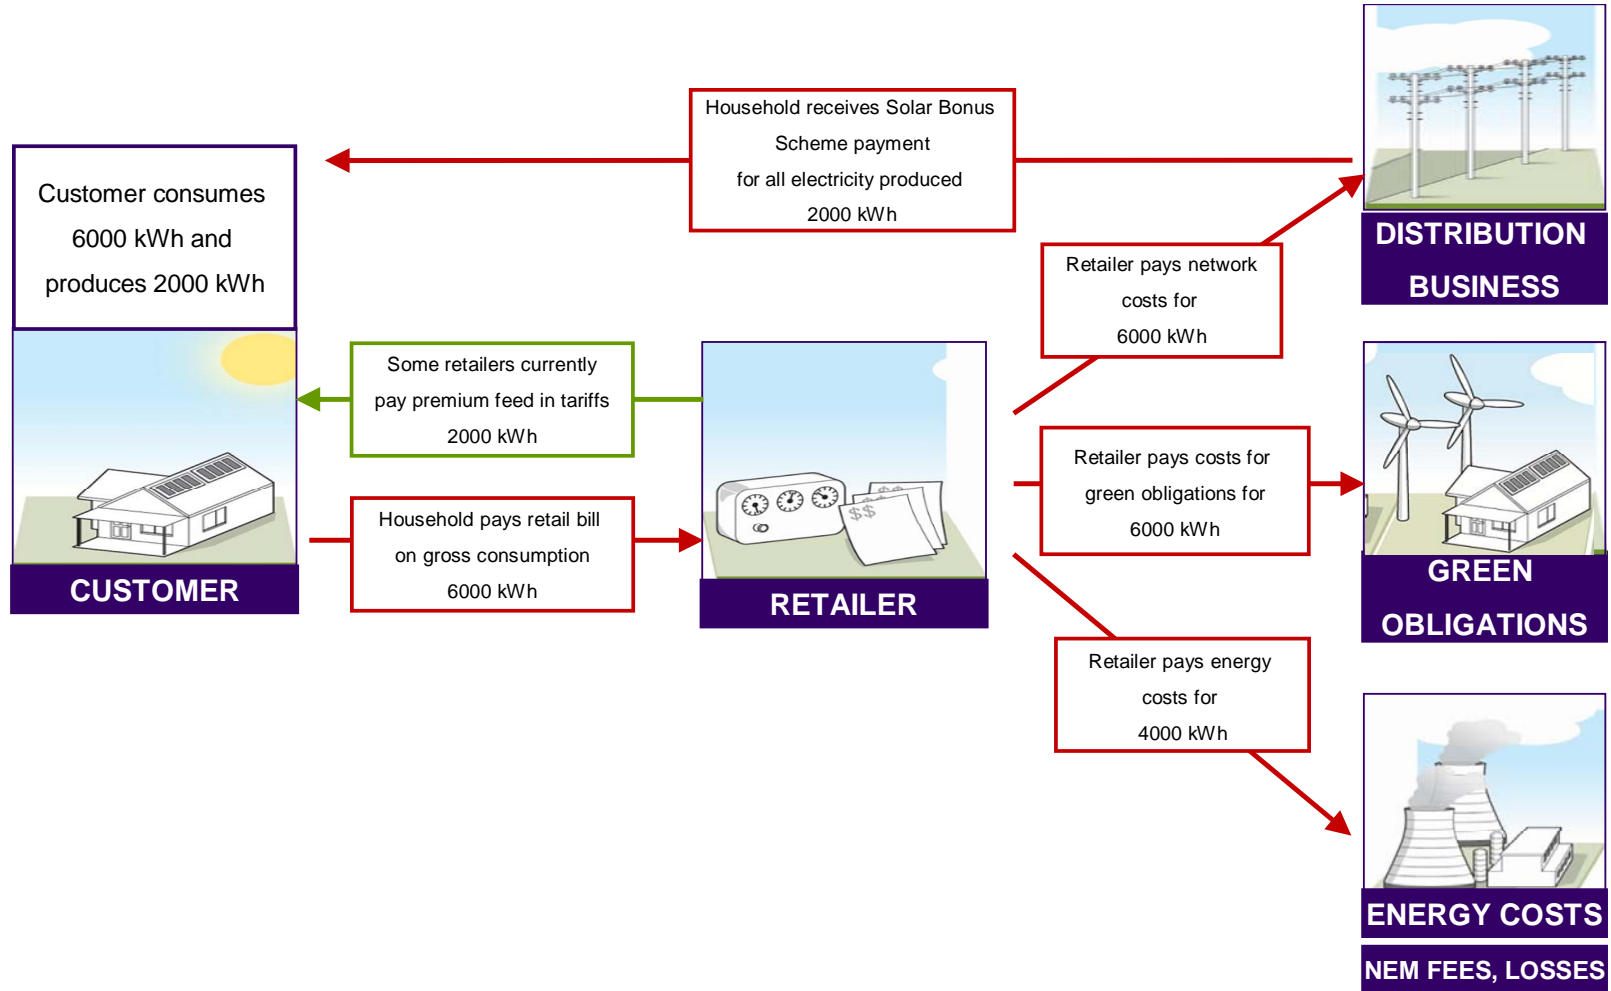 Household receives Solar Bonus
Scheme payment
for all electricity produced
2000 kWh
Customer consumes
6000 kWh and
produces 2000 kWh
DISTRIBUTION
BUSINESS
Retailer pays network
costs for
6000 kWh
Some retailers currently
pay premium feed in tariffs
2000 kWh
Retailer pays costs for
green obligations for
6000 kWh
Household pays retail bill
on gross consumption
6000 kWh
$$
$$
CUSTOMER
RETAILER
GREEN
OBLIGATIONS
Retailer pays energy
costs for
4000 kWh
ENERGY COSTS
NEM FEES, LOSSES